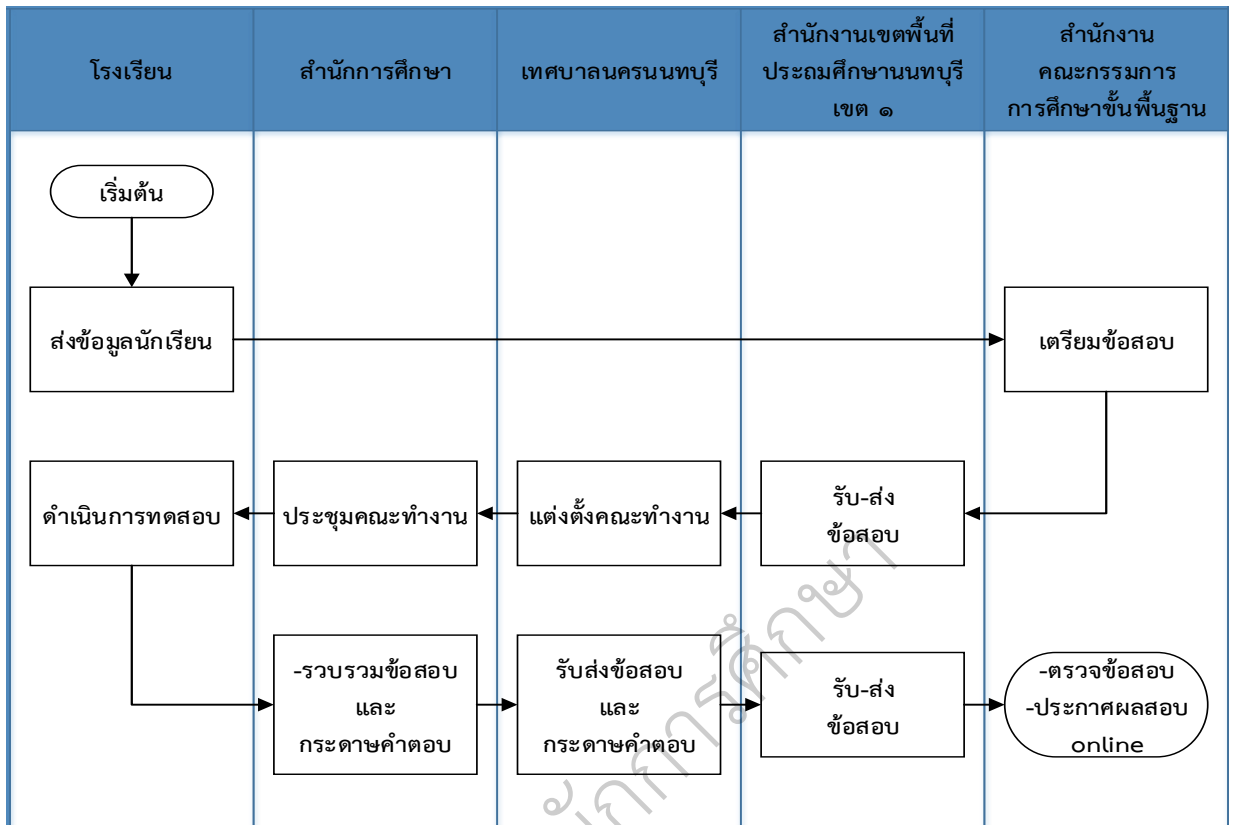 โรงเรียน
สำนักการศึกษา
เทศบาลนครนนทบุรี
สำนักงานเขตพื้นที่
ประถมศึกษานนทบุรี
เขต ๑
สำนักงาน
คณะกรรมการ
การศึกษาขั้นพื้นฐาน
เริ่มต้น
ส่งข้อมูลนักเรียน
เตรียมข้อสอบ
ดำเนินการทดสอบ
ประชุมคณะทำงาน
แต่งตั้งคณะทำงาน
รับ-ส่ง
ข้อสอบ
-รวบรวมข้อสอบ
และ
กระดาษคำตอบ
รับส่งข้อสอบ
และ
กระดาษคำตอบ
รับ-ส่ง
ข้อสอบ
-ตรวจข้อสอบ
-ประกาศผลสอบ
online